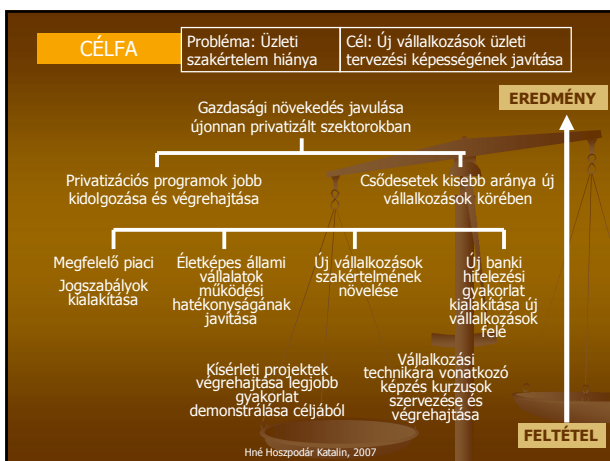 CÉLFA
Probléma: Üzleti
szakértelem hiánya
Cél: Új vállalkozások üzleti
tervezési képességének javítása
EREDMÉNY
Gazdasági növekedés javulása
újonnan privatizált szektorokban
Privatizációs programok jobb
kidolgozása és végrehajtása
Csődesetek kisebb aránya új
vállalkozások körében
Megfelelő piaci
Jogszabályok
kialakítása
Életképes állami
vállalatok
működési
hatékonyságának
javítása
Új vállalkozások
szakértelmének
növelése
Új banki
hitelezési
gyakorlat
kialakítása új
vállalkozások
felé
Kísérleti projektek
végrehajtása legjobb
gyakorlat
demonstrálása céljából
Vállalkozási
technikára vonatkozó
képzés kurzusok
szervezése és
végrehajtása
FELTÉTEL
Hné Hoszpodár Katalin, 2007